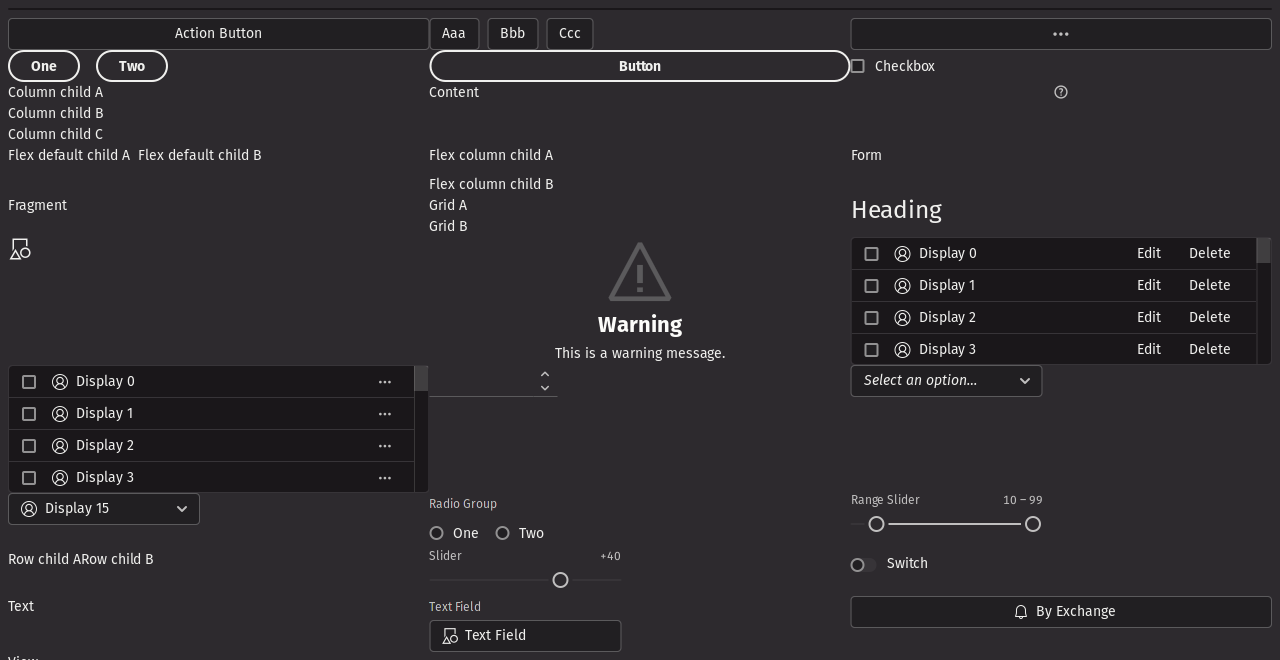 Action Button
Aaa Bbb Ccc
One Two
Button
Checkbox
Column child A
Column child B
Column child C
Content
Flex default child A Flex default child B
Flex column child A
Flex column child B
Form
Fragment
Grid A
Grid B
Heading
Warning
This is a warning message.
Display 0 Edit Delete
Display 1 Edit Delete
Display 2 Edit Delete
Display 3 Edit Delete
Display 0
Display 1
Display 2
Display 3
Select an option...
Display 15
Radio Group
One Two
Range Slider 10 – 99
Row child ARow child B
Slider +40
Switch
Text
Text Field
Text Field
By Exchange
View